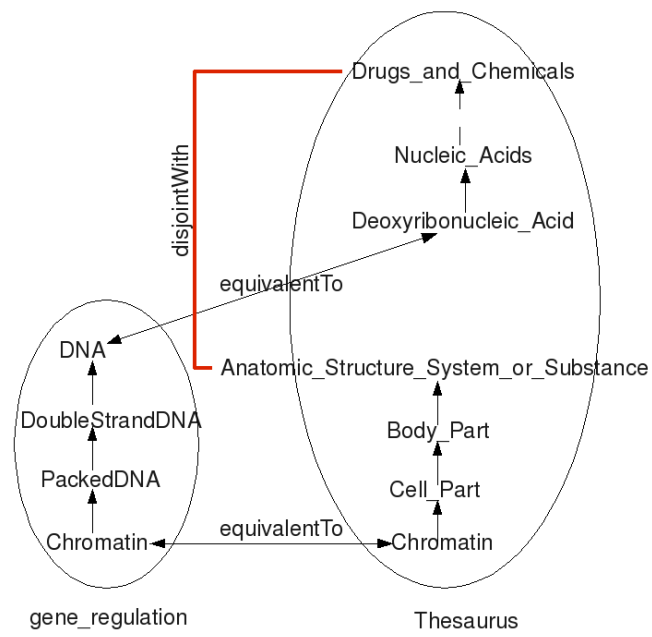 Drugs_and_Chemicals
Nucleic_Acids
disjointWith
Deoxyribonucleic_Acid
equivalentTo
DNA
Anatomic_Structure_System_or_Substance
DoubleStrandDNA
Body_Part
PackedDNA
Cell_Part
Chromatin
equivalentTo
Chromatin
gene_regulation
Thesaurus